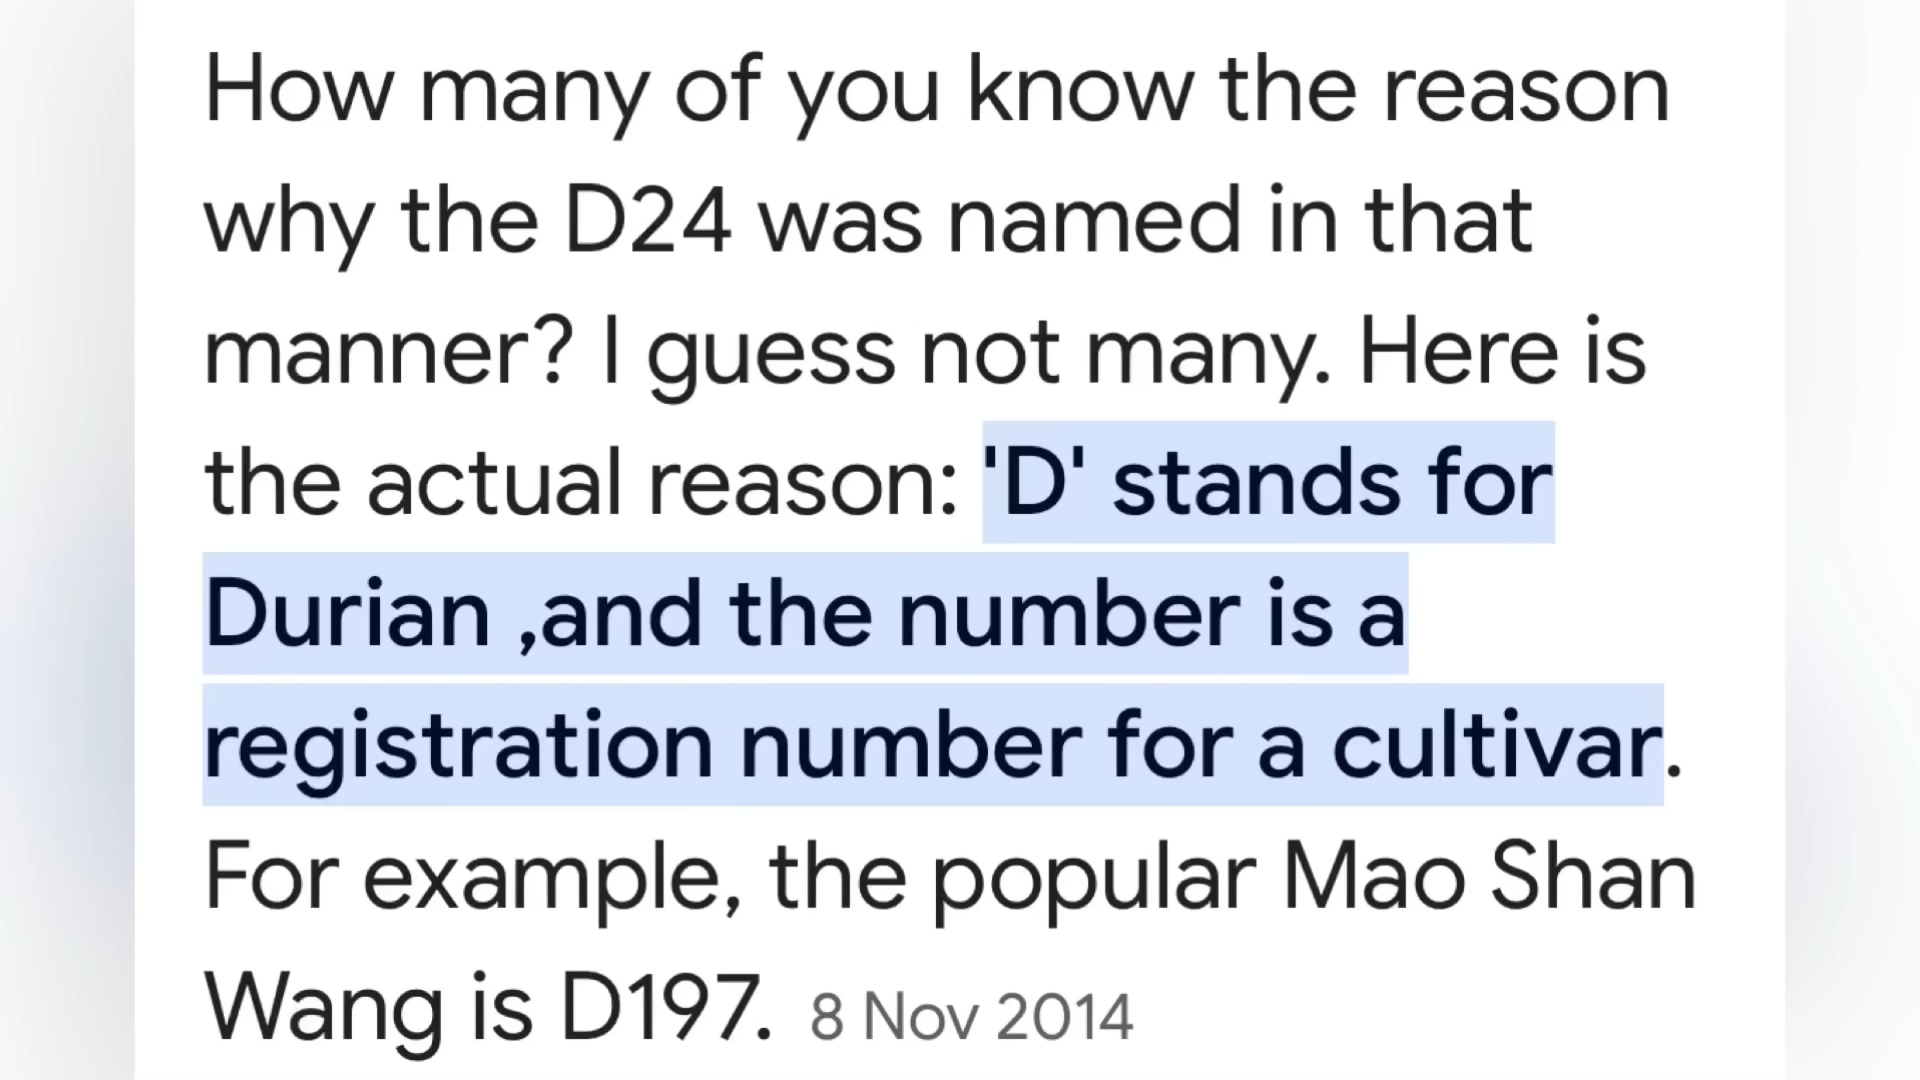 How many of you know the reason
why the D24 was named in that
manner? I guess not many. Here is
the actual reason: 'D' stands for
Durian ,and the number is a
registration number for a cultivar.
For example, the popular Mao Shan
Wang is D197. 8 Nov 2014